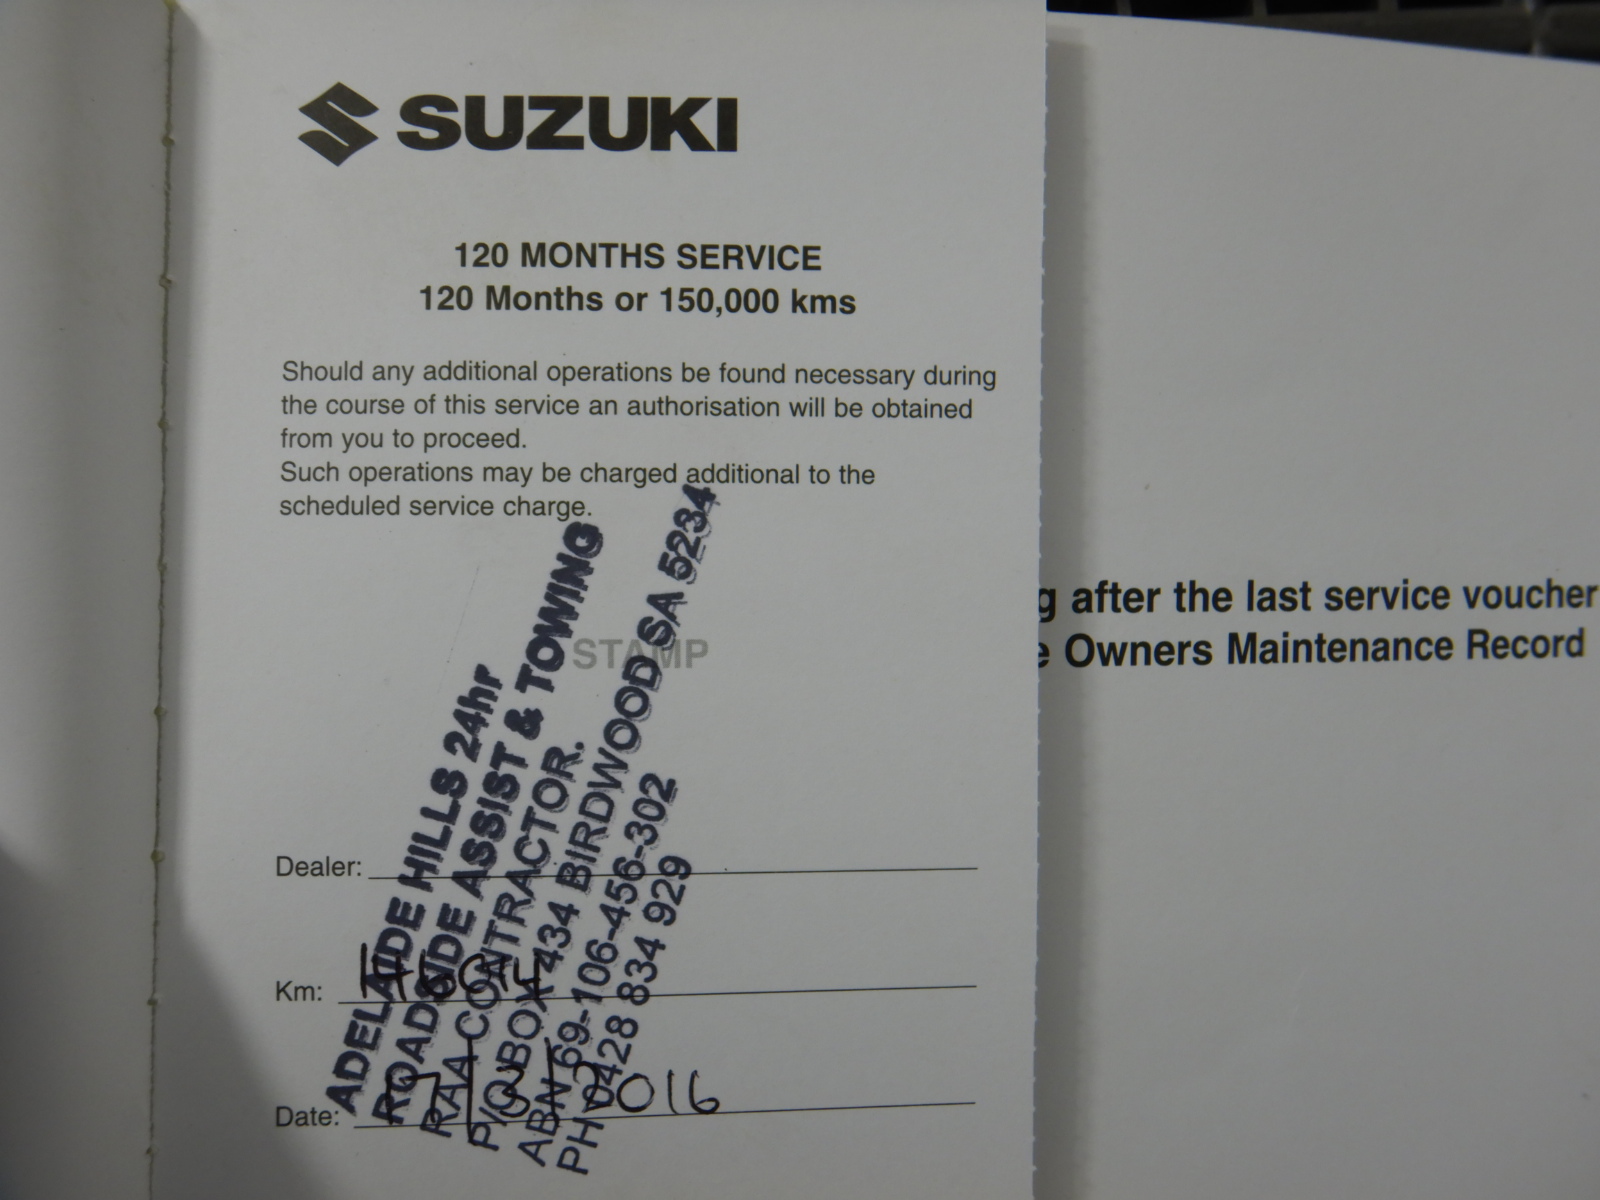 SUZUKI
120 MONTHS SERVICE
120 Months or 150,000 kms
Should any additional operations be found necessary during
the course of this service an authorisation will be obtained
from you to proceed.
Such operations may be charged additional to the
scheduled service charge.
STAMP
ADELAIDE HILLS 24hr
ROADSIDE ASSIST & TOWING
RAA CONTRACTOR.
P/O BOX 434 BIRDWOOD SA 5234
ABN 69-106-456-302
PH 0428 834 929
Dealer:
Km:
Date: 17/3/2016
g after the last service voucher
e Owners Maintenance Record